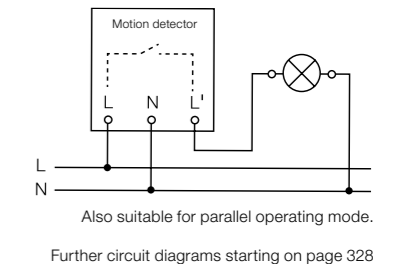 Motion detector
L N L'
L
N
Also suitable for parallel operating mode.
Further circuit diagrams starting on page 328